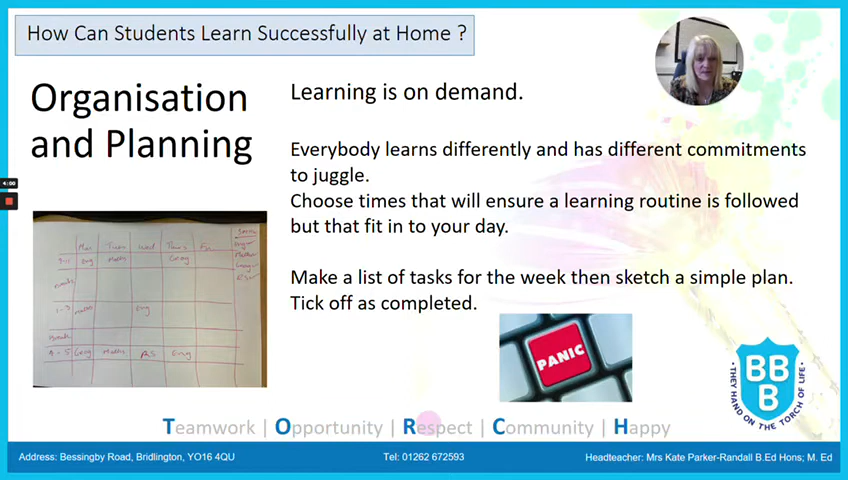 How Can Students Learn Successfully at Home ?
Organisation
and Planning
Learning is on demand.
Everybody learns differently and has different commitments
to juggle.
Choose times that will ensure a learning routine is followed
but that fit in to your day.
Make a list of tasks for the week then sketch a simple plan.
Tick off as completed.
4:00
Mon Wed Thurs
Eng Maths Geog
Maths Eng
4-5 Geog Maths RS Eng
PANIC
BB
B
THEY HAND ON THE TORCH OF LIFE
Teamwork | Opportunity | Respect | Community | Happy
Address: Bessingby Road, Bridlington, YO16 4QU Tel: 01262 672593 Headteacher: Mrs Kate Parker-Randall B.Ed Hons; M. Ed